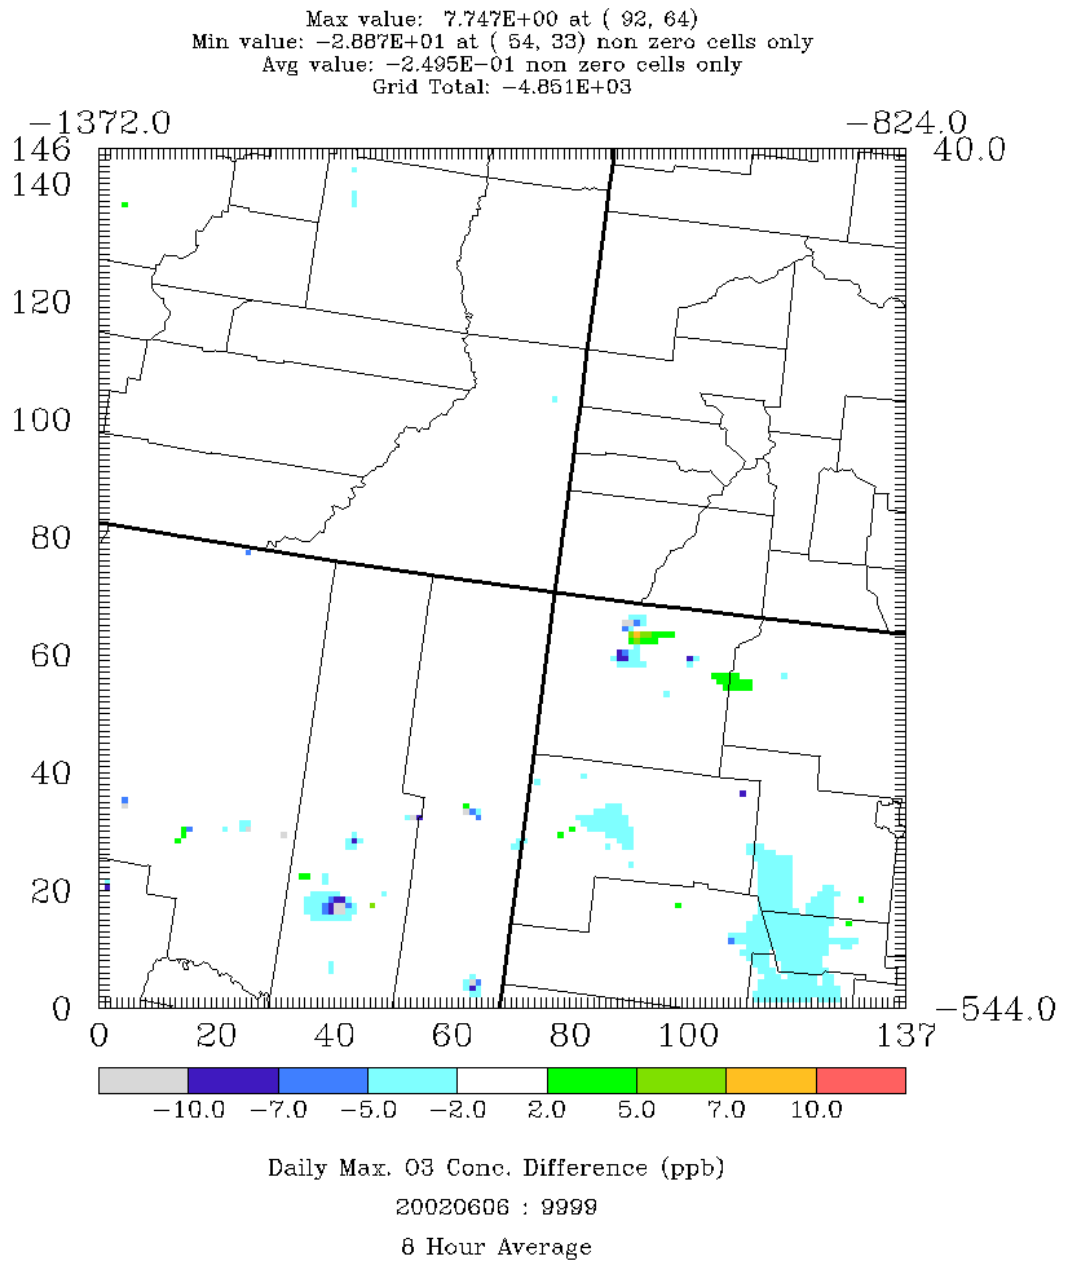 Max value:  7.747E+00 at ( 92, 64)
Min value: -2.887E+01 at ( 54, 33) non zero cells only
Avg value: -2.495E-01 non zero cells only
Grid Total: -4.851E+03
-1372.0 -824.0
146 40.0
140
120
100
80
60
40
20
0 -544.0
0 20 40 60 80 100 137
-10.0 -7.0 -5.0 -2.0 2.0 5.0 7.0 10.0
Daily Max. O3 Conc. Difference (ppb)
20020606 : 9999
8 Hour Average